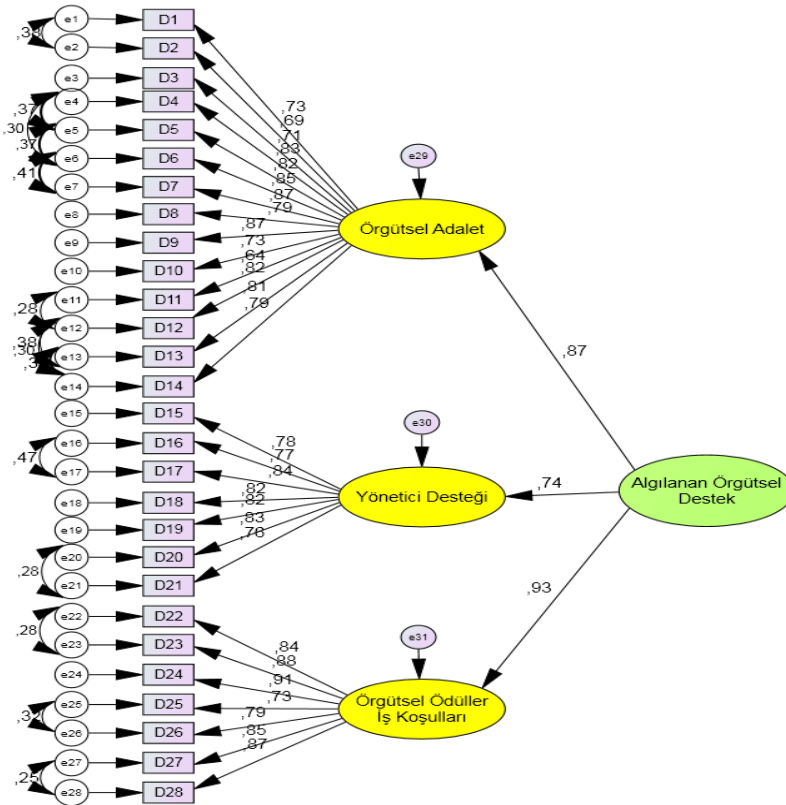 e1 D1
,38
e2 D2
e3 D3
e4 D4
,37
,30 e5 D5
,37
e6 D6
,41
e7 D7
e8 D8
e9 D9
e10 D10
e11 D11
,28
e12 D12
,38
,30
e13 D13
e14 D14
,73
,69
,71
,83
,82
,85
,87
,79
,87
,73
,64
,82
,81
,79
e29
Örgütsel Adalet
,87
e15 D15
e16 D16
,47
e17 D17
e18 D18
e19 D19
e20 D20
,28
e21 D21
,78
,77
,84
,82
,82
,83
,76
e30
Yönetici Desteği
,74
Algılanan Örgütsel
Destek
,93
e22 D22
,28
e23 D23
e24 D24
e25 D25
,32
e26 D26
e27 D27
,25
e28 D28
,84
,88
,91
,73
,79
,85
,87
e31
Örgütsel Ödüller
İş Koşulları